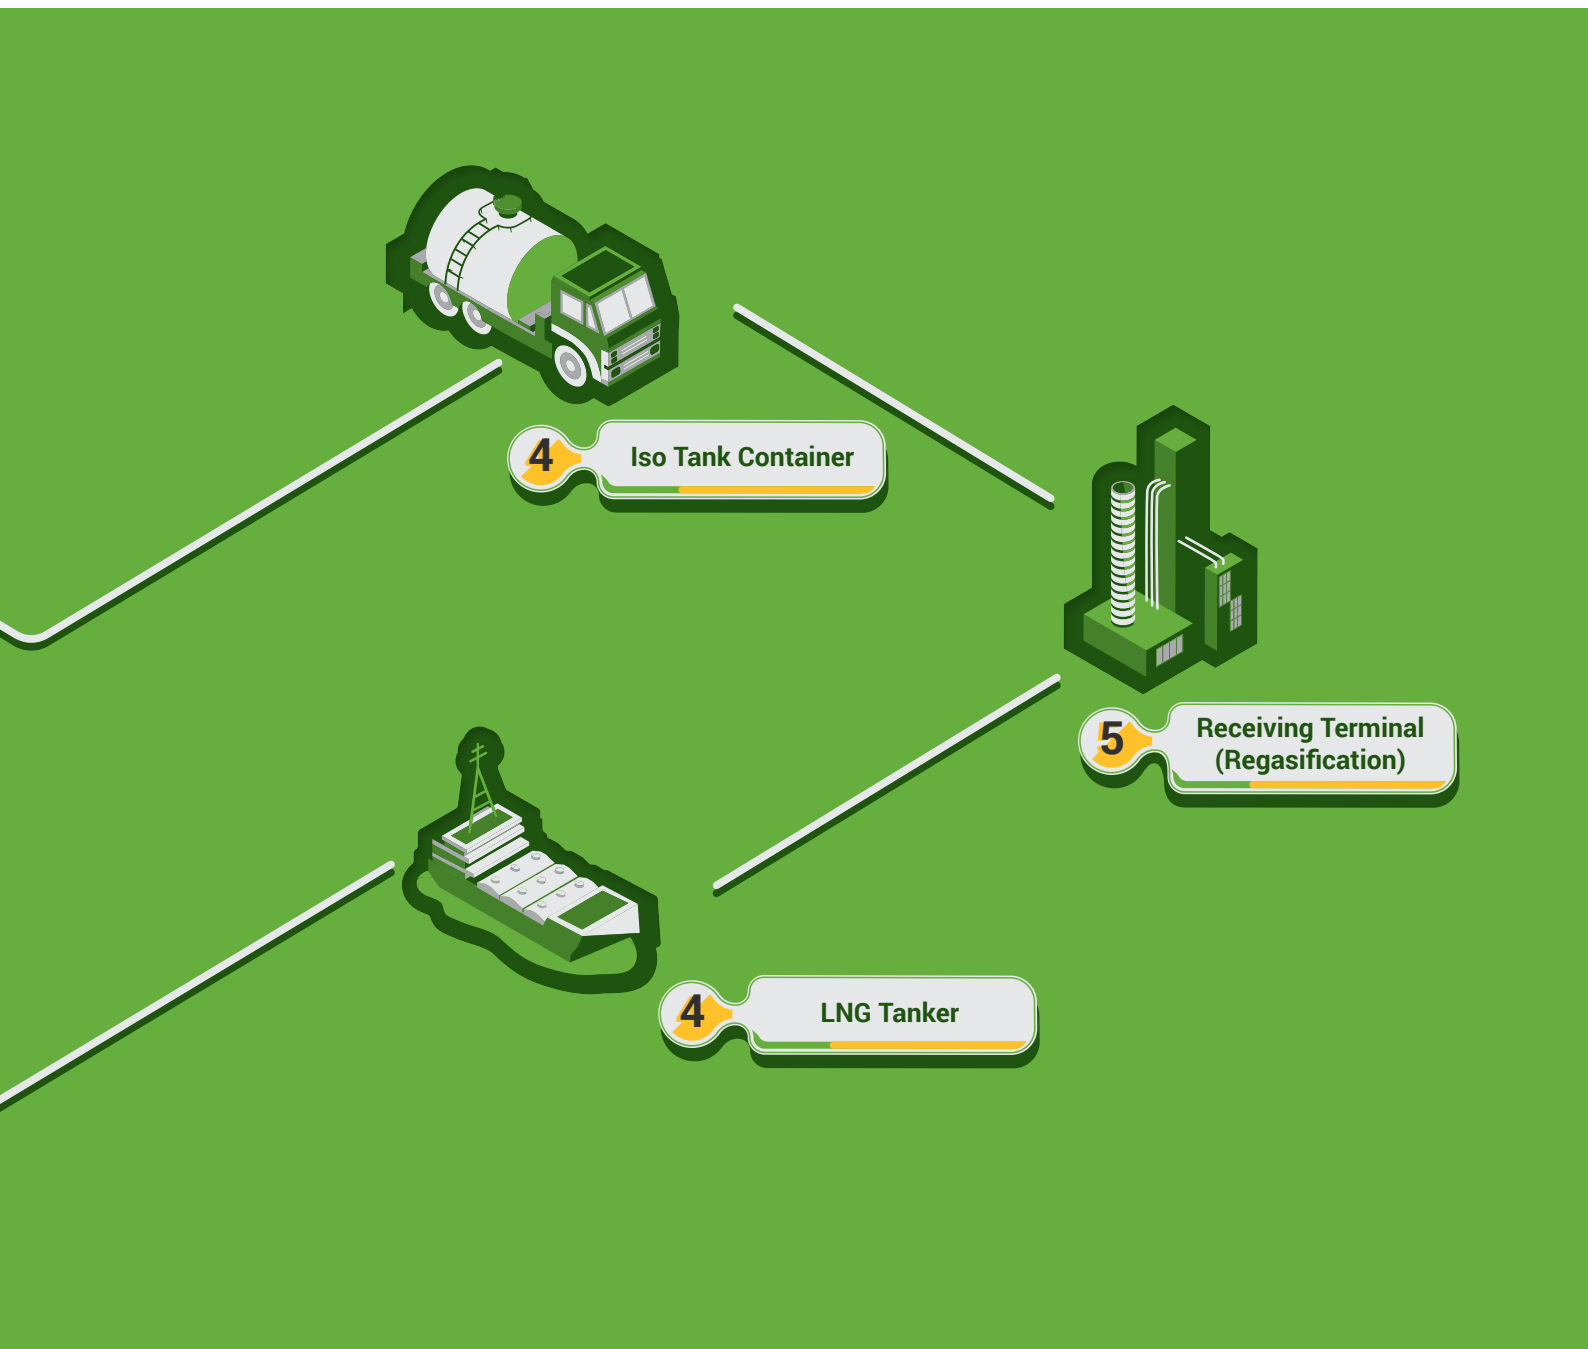 4
Iso Tank Container
5
Receiving Terminal
(Regasification)
4
LNG Tanker